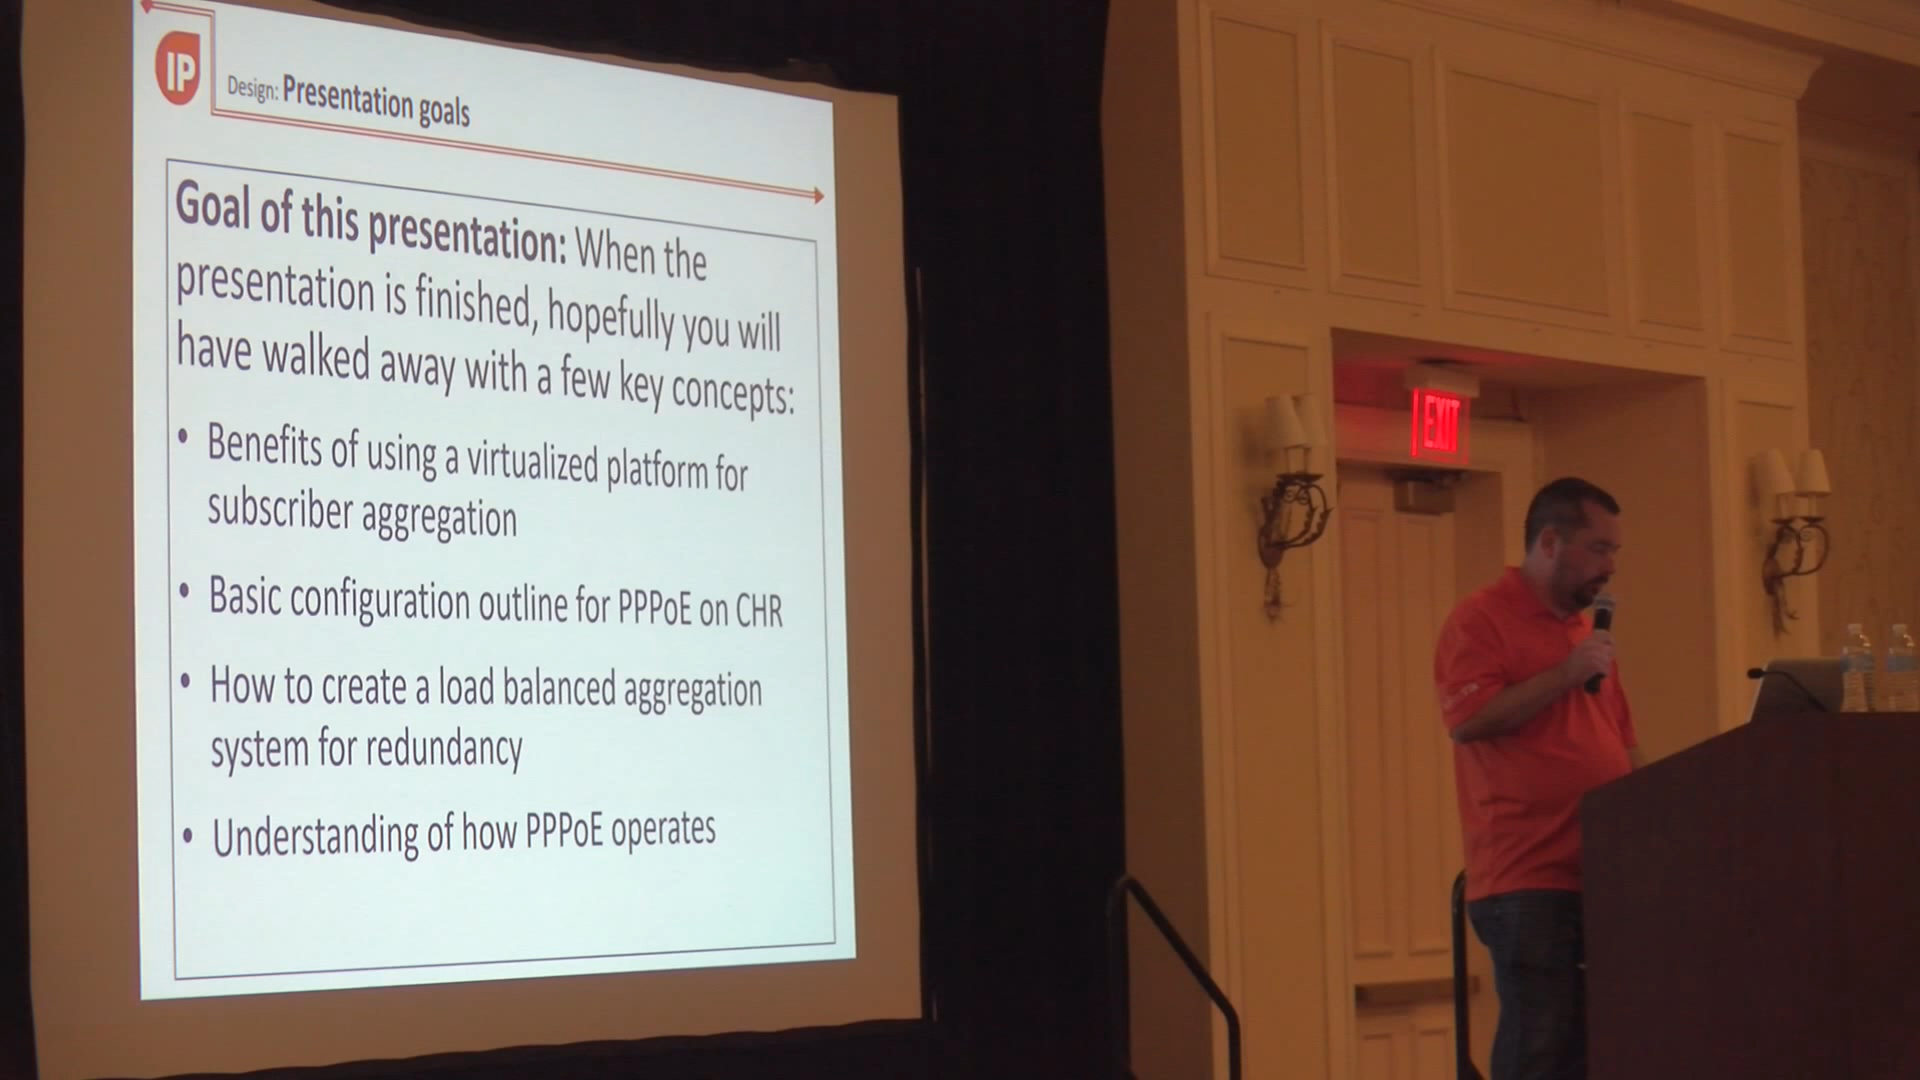 IP
Design: Presentation goals
Goal of this presentation: When the
presentation is finished, hopefully you will
have walked away with a few key concepts:
• Benefits of using a virtualized platform for
subscriber aggregation
• Basic configuration outline for PPPoE on CHR
• How to create a load balanced aggregation
system for redundancy
• Understanding of how PPPoE operates
EXIT